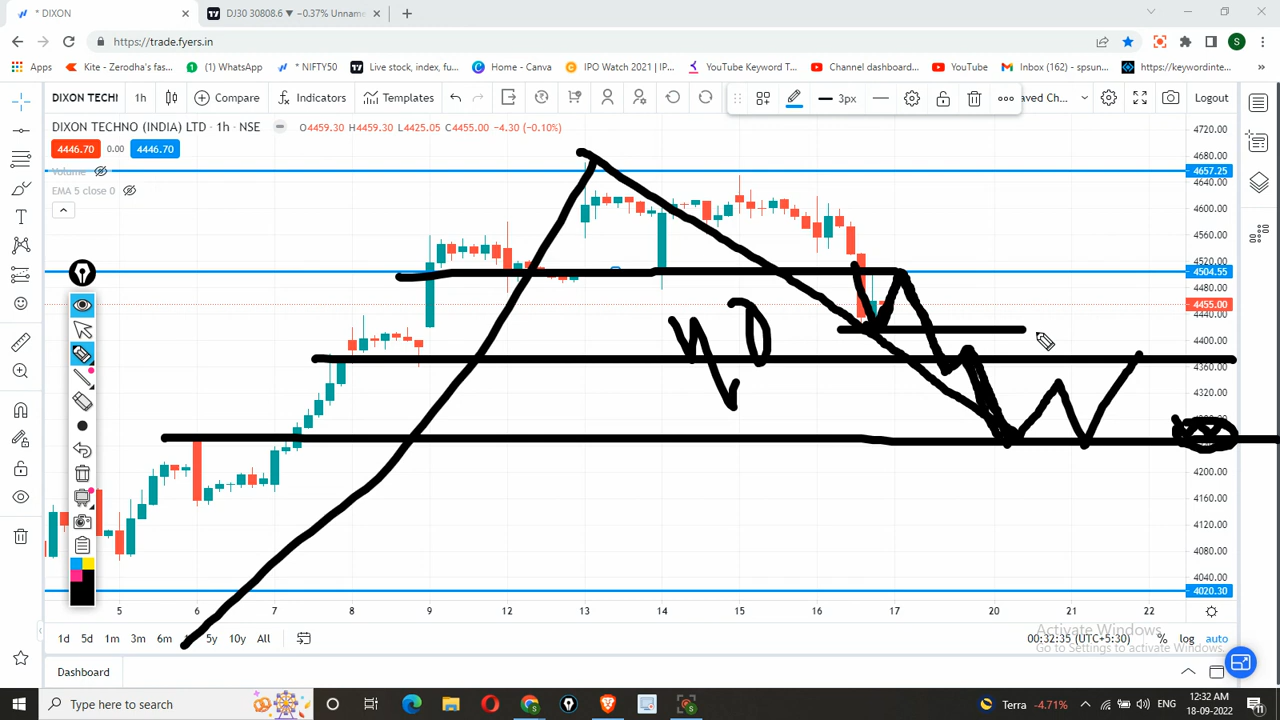 * DIXON
DJ30 30808.6 ▼ −0.37% Unname
https://trade.fyers.in
S
Apps
Kite - Zerodha's fas...
(1) WhatsApp
* NIFTY50
Live stock, index, fu...
Home - Canva
IPO Watch 2021 | IP...
YouTube Keyword T...
Channel dashboard...
YouTube
Inbox (162) - spsun...
https://keywordinte...
DIXON TECHI
1h
Compare
Indicators
Templates
3px
aved Ch...
Logout
DIXON TECHNO (INDIA) LTD · 1h · NSE
O4459.30 H4459.30 L4425.05 C4455.00 −4.30 (−0.10%)
4446.70 0.00 4446.70
Volume
EMA 5 close 0
4720.00
4680.00
4657.25
4640.00
4600.00
4560.00
4520.00
4504.55
4480.00
4455.00
4440.00
4400.00
4360.00
4320.00
4200.00
4160.00
4120.00
4080.00
4040.00
4020.30
5 6 7 8 9 12 13 14 15 16 17 20 21 22
1d 5d 1m 3m 6m 5y 10y All
00:32:35 (UTC+5:30) % log auto
Activate Windows
Go to Settings to activate Windows.
Dashboard
Type here to search
Terra -4.71%
ENG
12:32 AM
18-09-2022